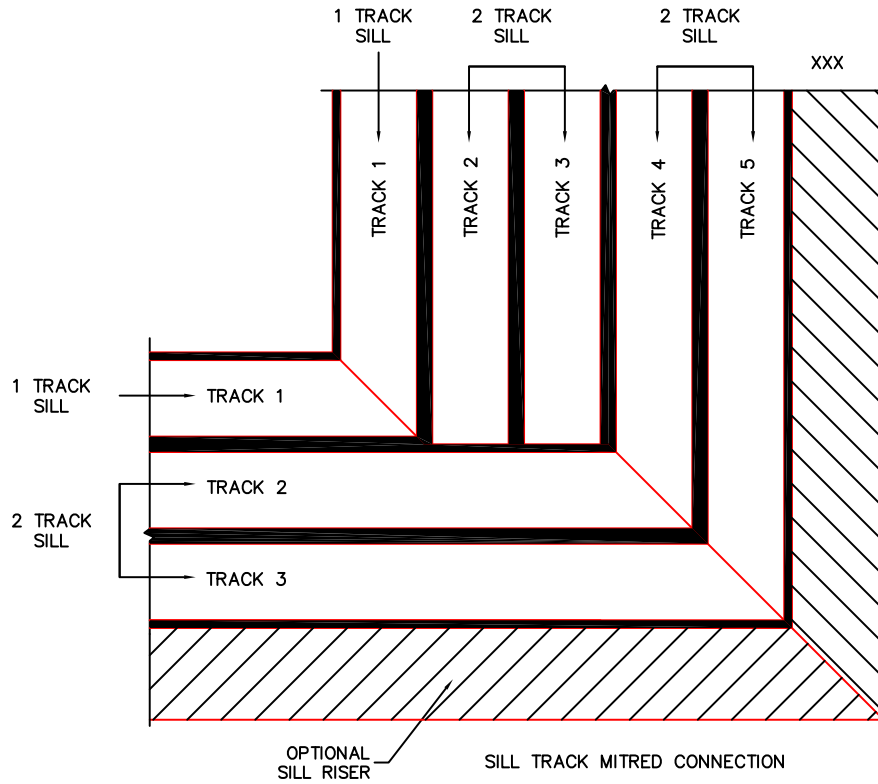 1 TRACK
SILL
2 TRACK
SILL
2 TRACK
SILL
XXX
TRACK 1
TRACK 2
TRACK 3
TRACK 4
TRACK 5
1 TRACK
SILL
TRACK 1
TRACK 2
2 TRACK
SILL
TRACK 3
OPTIONAL
SILL RISER
SILL TRACK MITRED CONNECTION